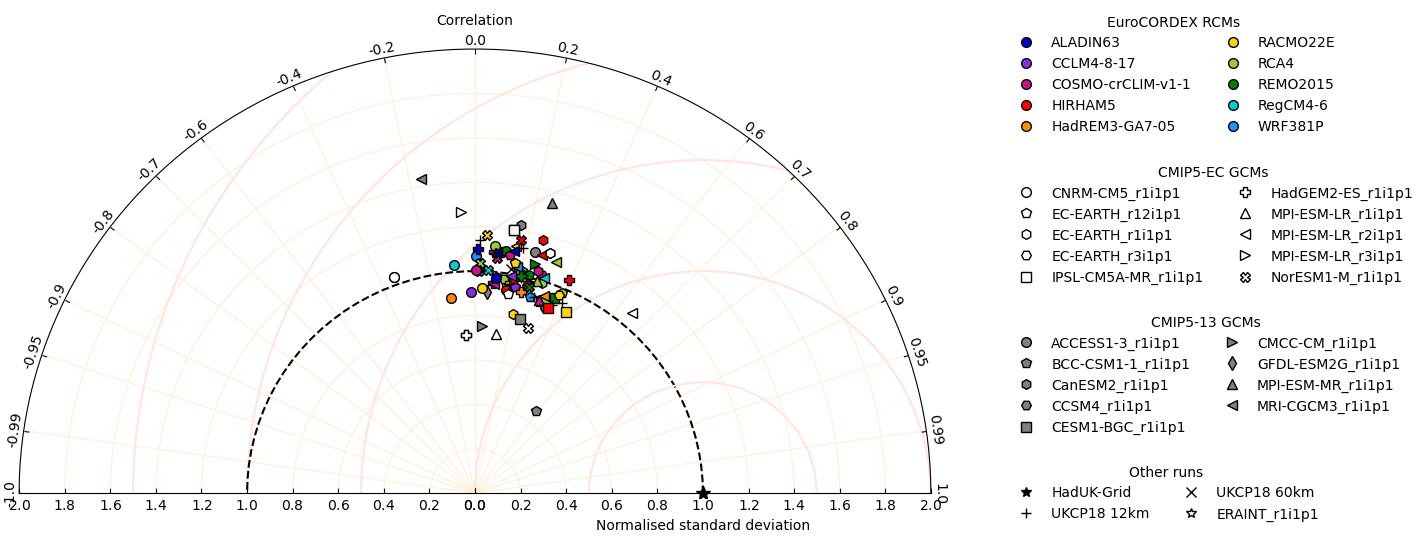 Correlation
-0.2 0.0 0.2
-0.4 0.4
-0.6 0.6
-0.7 0.7
-0.8 0.8
-0.9 0.9
-0.95 0.95
-0.99 0.99
-1.0 1.0
2.0 1.8 1.6 1.4 1.2 1.0 0.8 0.6 0.4 0.2 0.0 0.2 0.4 0.6 0.8 1.0 1.2 1.4 1.6 1.8 2.0
Normalised standard deviation
EuroCORDEX RCMs
ALADIN63 RACMO22E
CCLM4-8-17 RCA4
COSMO-crCLIM-v1-1 REMO2015
HIRHAM5 RegCM4-6
HadREM3-GA7-05 WRF381P
CMIP5-EC GCMs
CNRM-CM5_r1i1p1 HadGEM2-ES_r1i1p1
EC-EARTH_r12i1p1 MPI-ESM-LR_r1i1p1
EC-EARTH_r1i1p1 MPI-ESM-LR_r2i1p1
EC-EARTH_r3i1p1 MPI-ESM-LR_r3i1p1
IPSL-CM5A-MR_r1i1p1 NorESM1-M_r1i1p1
CMIP5-13 GCMs
ACCESS1-3_r1i1p1 CMCC-CM_r1i1p1
BCC-CSM1-1_r1i1p1 GFDL-ESM2G_r1i1p1
CanESM2_r1i1p1 MPI-ESM-MR_r1i1p1
CCSM4_r1i1p1 MRI-CGCM3_r1i1p1
CESM1-BGC_r1i1p1
Other runs
HadUK-Grid UKCP18 60km
UKCP18 12km ERAINT_r1i1p1